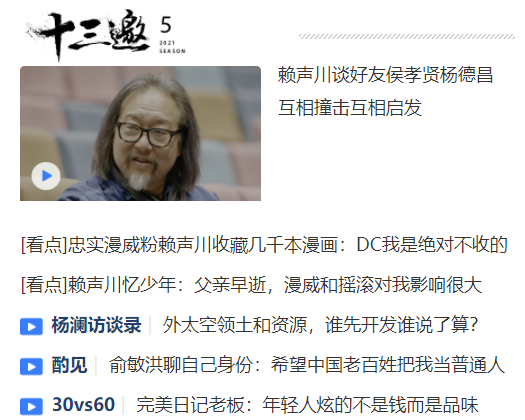 十三邀 5
2021
SEASON
赖声川谈好友侯孝贤杨德昌
互相撞击互相启发
[看点]忠实漫威粉赖声川收藏几千本漫画：DC我是绝对不收的
[看点]赖声川忆少年：父亲早逝，漫威和摇滚对我影响很大
杨澜访谈录 外太空领土和资源，谁先开发谁说了算？
酌见 俞敏洪聊自己身份：希望中国老百姓把我当普通人
30vs60 完美日记老板：年轻人炫的不是钱而是品味